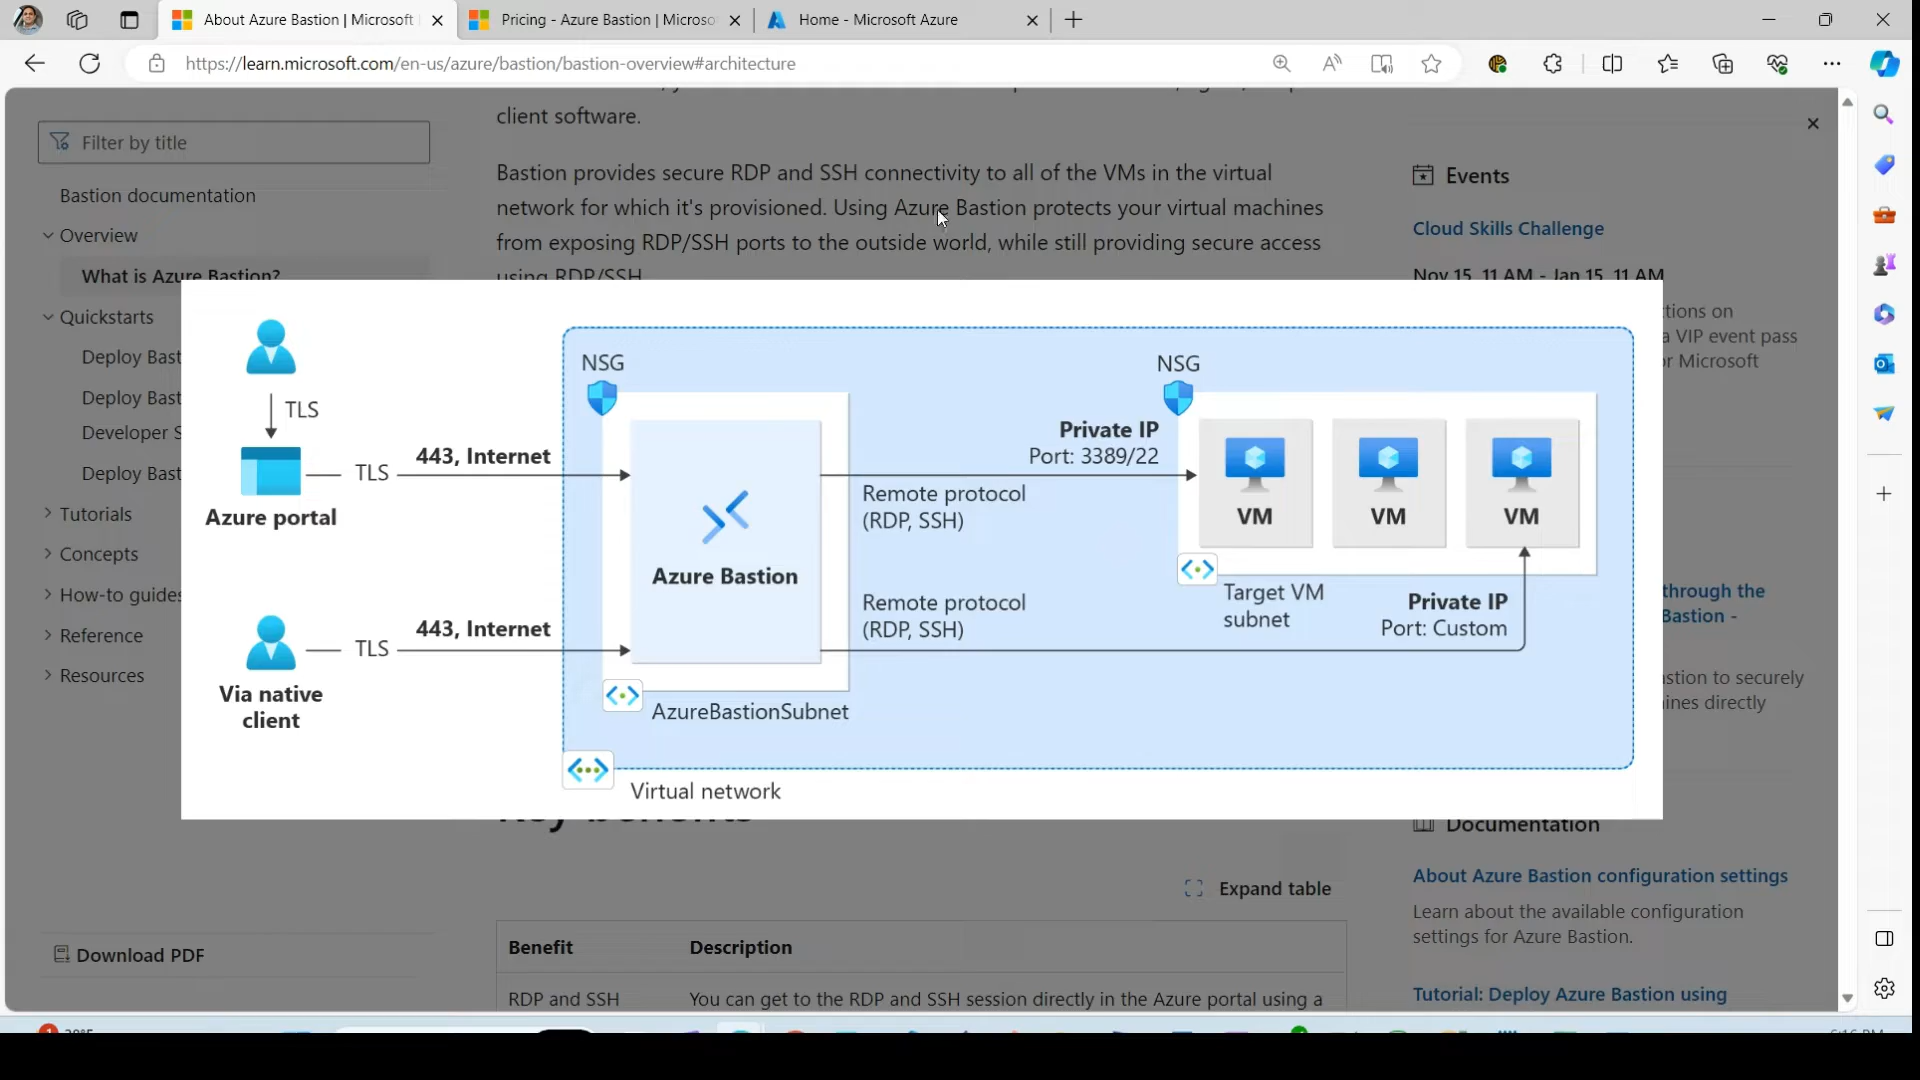 About Azure Bastion | Microsoft
Pricing - Azure Bastion | Microso
Home - Microsoft Azure
https://learn.microsoft.com/en-us/azure/bastion/bastion-overview#architecture
client software.
Filter by title
Bastion documentation
Overview
What is Azure Bastion?
Quickstarts
Deploy Bast
Deploy Bast
Developer S
Deploy Bast
Tutorials
Concepts
How-to guides
Reference
Resources
Download PDF
Bastion provides secure RDP and SSH connectivity to all of the VMs in the virtual
network for which it's provisioned. Using Azure Bastion protects your virtual machines
from exposing RDP/SSH ports to the outside world, while still providing secure access
using RDP/SSH.
NSG
NSG
TLS
Private IP
Port: 3389/22
443, Internet
TLS
Azure portal
Remote protocol
(RDP, SSH)
VM
VM
VM
Azure Bastion
Target VM
subnet
Remote protocol
(RDP, SSH)
Private IP
Port: Custom
443, Internet
TLS
Via native
client
AzureBastionSubnet
Virtual network
Key benefits
Expand table
Benefit
Description
RDP and SSH
You can get to the RDP and SSH session directly in the Azure portal using a
Events
Cloud Skills Challenge
Nov 15, 11 AM - Jan 15, 11 AM
tions on
a VIP event pass
or Microsoft
through the
Bastion -
stion to securely
ines directly
Documentation
About Azure Bastion configuration settings
Learn about the available configuration
settings for Azure Bastion.
Tutorial: Deploy Azure Bastion using